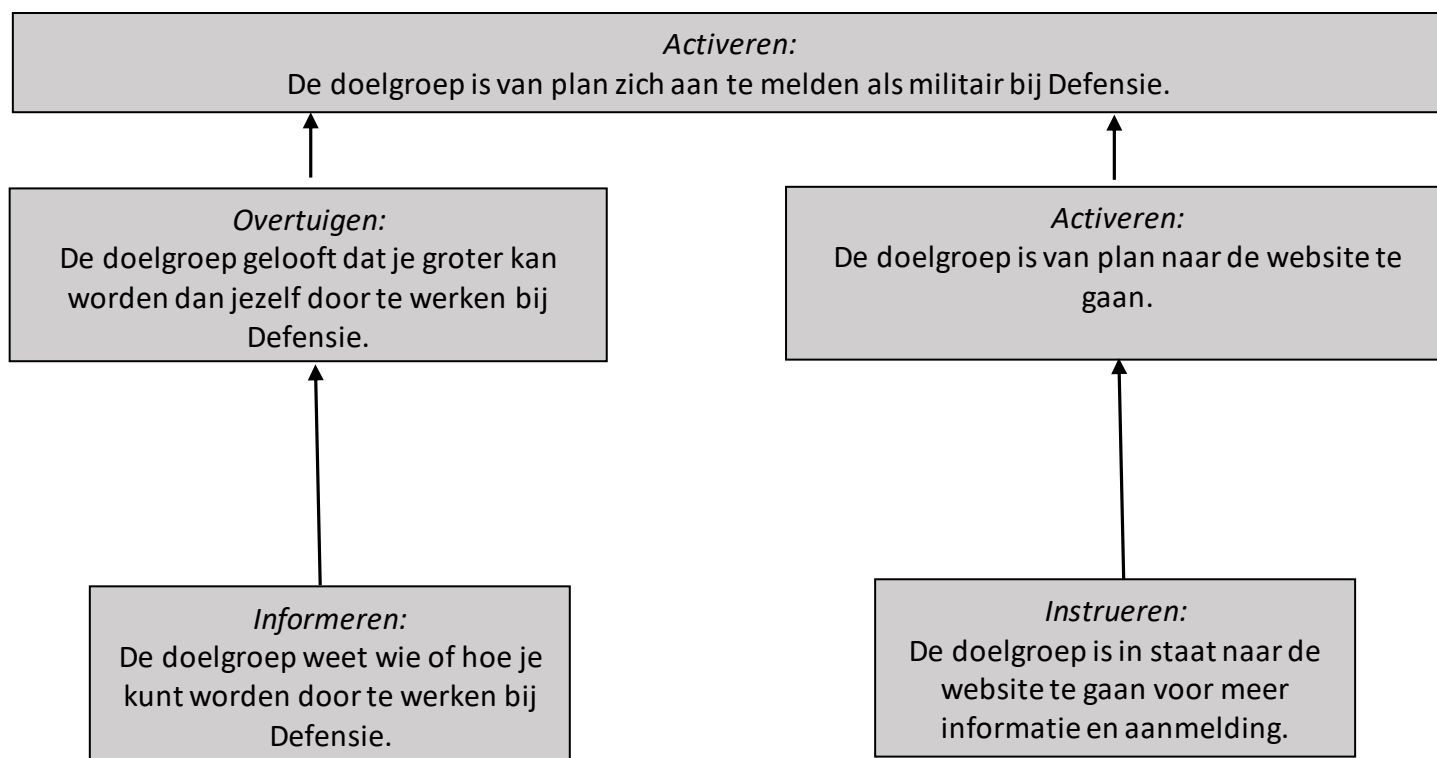 Activeren:
De doelgroep is van plan zich aan te melden als militair bij Defensie.
Overtuigen:
De doelgroep gelooft dat je groter kan
worden dan jezelf door te werken bij
Defensie.
Activeren:
De doelgroep is van plan naar de website te
gaan.
Informeren:
De doelgroep weet wie of hoe je
kunt worden door te werken bij
Defensie.
Instrueren:
De doelgroep is in staat naar de
website te gaan voor meer
informatie en aanmelding.